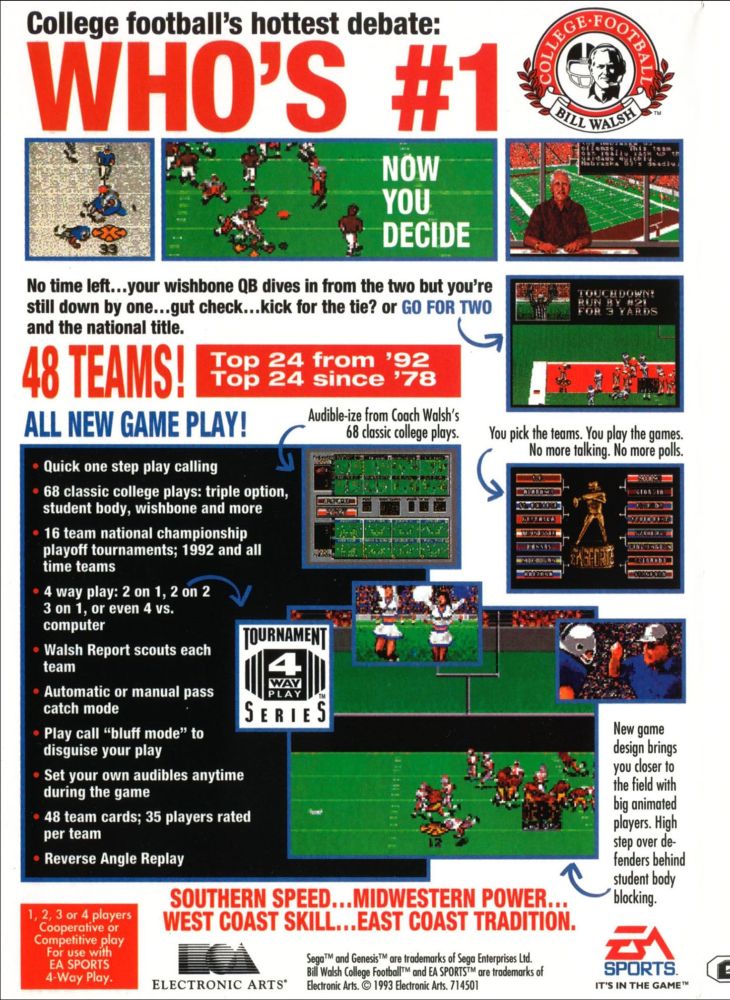 College football's hottest debate:
WHO'S #1
COLLEGE·FOOTBALL
BILL WALSH
TM
NOW
YOU
DECIDE
33
No time left...your wishbone QB dives in from the two but you're
still down by one...gut check...kick for the tie? or GO FOR TWO
and the national title.
TOUCHDOWN!
RUN BY #21
FOR 3 YARDS
48 TEAMS!
Top 24 from '92
Top 24 since '78
ALL NEW GAME PLAY!
Audible-ize from Coach Walsh's
68 classic college plays.
You pick the teams. You play the games.
No more talking. No more polls.
• Quick one step play calling
• 68 classic college plays: triple option,
student body, wishbone and more
• 16 team national championship
playoff tournaments; 1992 and all
time teams
• 4 way play: 2 on 1, 2 on 2
3 on 1, or even 4 vs.
computer
• Walsh Report scouts each
team
• Automatic or manual pass
catch mode
• Play call "bluff mode" to
disguise your play
• Set your own audibles anytime
during the game
• 48 team cards; 35 players rated
per team
• Reverse Angle Replay
TOURNAMENT
4
WAY
PLAY
TM
SERIES
12
New game
design brings
you closer to
the field with
big animated
players. High
step over de-
fenders behind
student body
blocking.
SOUTHERN SPEED...MIDWESTERN POWER...
WEST COAST SKILL...EAST COAST TRADITION.
1, 2, 3 or 4 players
Cooperative or
Competitive play
For use with
EA SPORTS
4-Way Play.
ELECTRONIC ARTS®
Sega™ and Genesis™ are trademarks of Sega Enterprises Ltd.
Bill Walsh College Football™ and EA SPORTS™ are trademarks of
Electronic Arts. © 1993 Electronic Arts. 714501
EA
SPORTS
IT'S IN THE GAME™